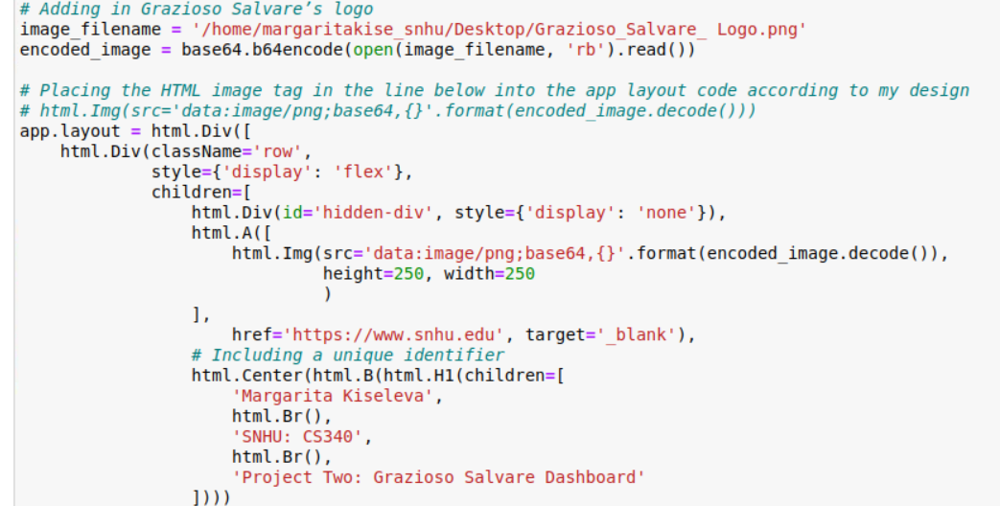 # Adding in Grazioso Salvare’s logo
image_filename = '/home/margaritakise_snhu/Desktop/Grazioso_Salvare_ Logo.png'
encoded_image = base64.b64encode(open(image_filename, 'rb').read())

# Placing the HTML image tag in the line below into the app layout code according to my design
# html.Img(src='data:image/png;base64,{}'.format(encoded_image.decode()))
app.layout = html.Div([
    html.Div(className='row',
             style={'display': 'flex'},
             children=[
                 html.Div(id='hidden-div', style={'display': 'none'}),
                 html.A([
                     html.Img(src='data:image/png;base64,{}'.format(encoded_image.decode()),
                              height=250, width=250
                              )
                 ],
                     href='https://www.snhu.edu', target='_blank'),
                 # Including a unique identifier
                 html.Center(html.B(html.H1(children=[
                     'Margarita Kiseleva',
                     html.Br(),
                     'SNHU: CS340',
                     html.Br(),
                     'Project Two: Grazioso Salvare Dashboard'
                 ])))